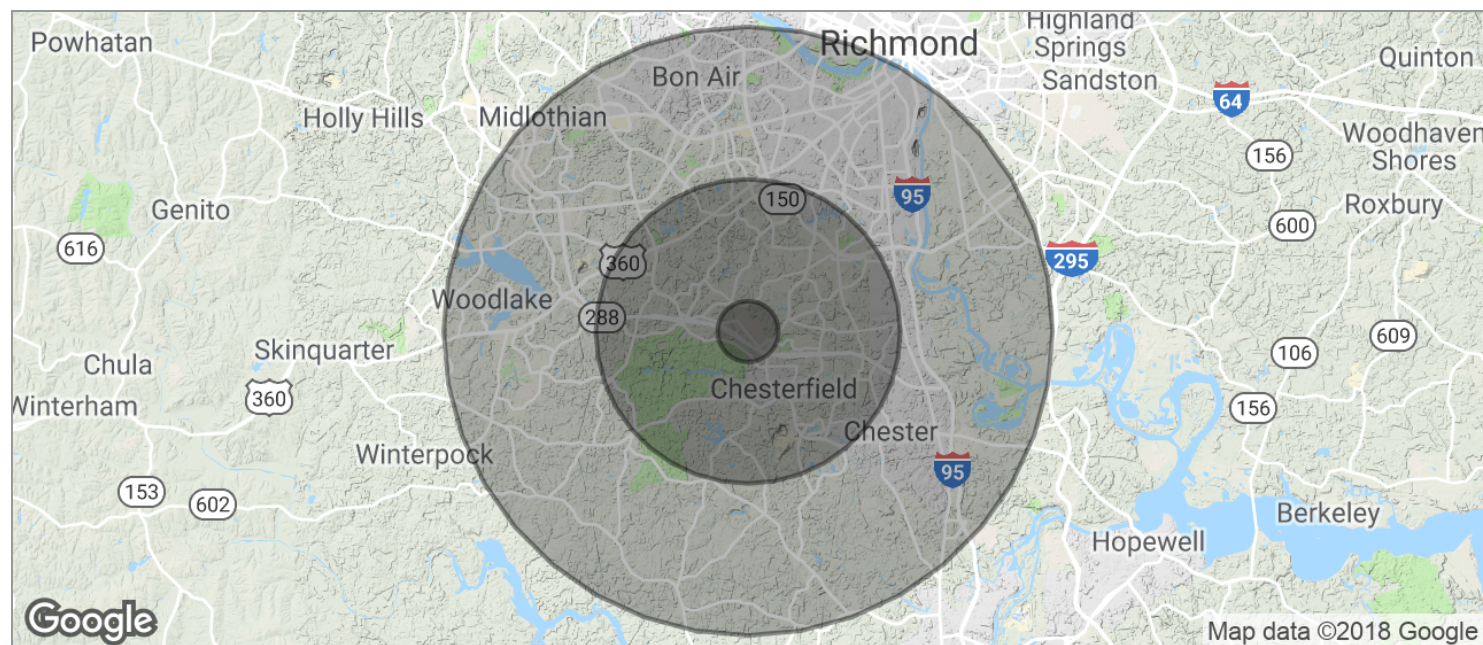 Powhatan
Richmond
Highland
Springs
Quinton
Bon Air
Sandston
64
Holly Hills
Midlothian
Woodhaven
Shores
156
Genito
150
95
Roxbury
600
616
360
295
Woodlake
288
Skinquarter
609
106
Chula
360
Chesterfield
Winterham
156
Chester
Winterpock
95
153
602
Berkeley
Hopewell
Google
Map data ©2018 Google